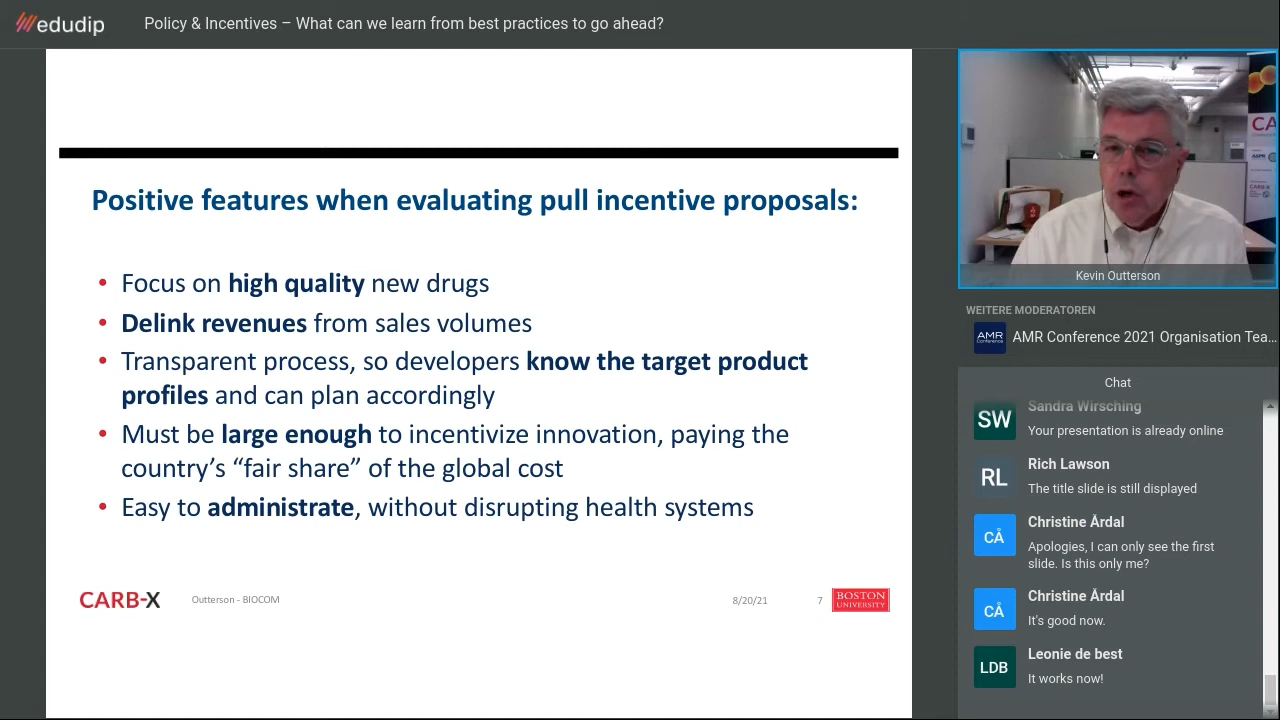 edudip
Policy & Incentives – What can we learn from best practices to go ahead?
Positive features when evaluating pull incentive proposals:
• Focus on high quality new drugs
• Delink revenues from sales volumes
• Transparent process, so developers know the target product
profiles and can plan accordingly
• Must be large enough to incentivize innovation, paying the
country's “fair share” of the global cost
• Easy to administrate, without disrupting health systems
CARB-X
Outterson - BIOCOM
8/20/21
7
BOSTON
UNIVERSITY
CA
CARB-X
Kevin Outterson
WEITERE MODERATOREN
AMR
Conference
AMR Conference 2021 Organisation Tea...
Chat
SW
Sandra Wirsching
Your presentation is already online
RL
Rich Lawson
The title slide is still displayed
CÅ
Christine Årdal
Apologies, I can only see the first
slide. Is this only me?
CÅ
Christine Årdal
It's good now.
LDB
Leonie de best
It works now!